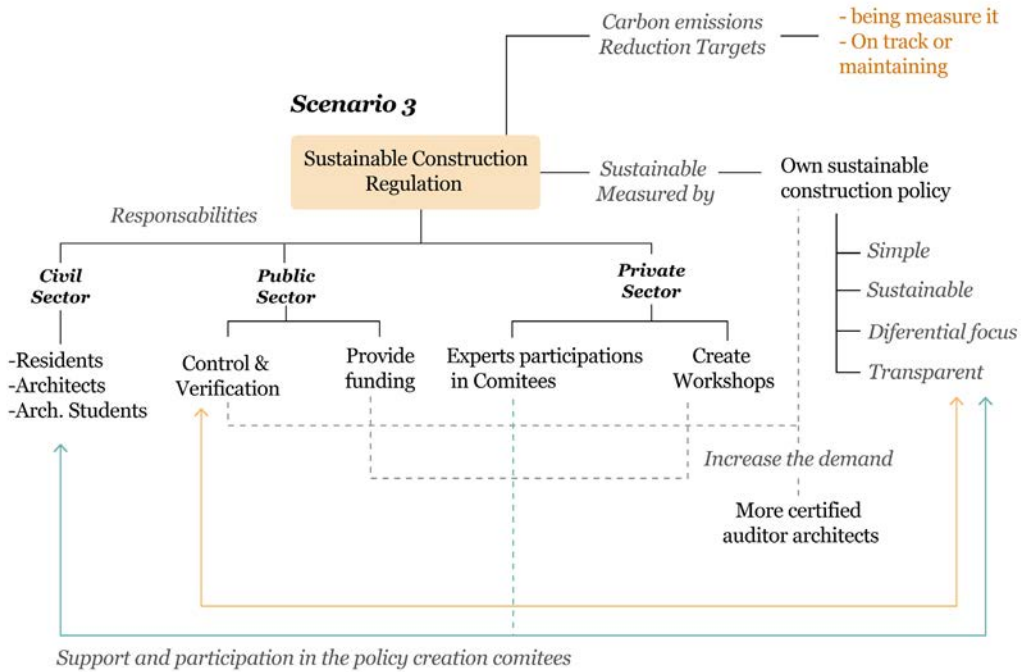 Carbon emissions
Reduction Targets
- being measure it
- On track or
maintaining
Scenario 3
Sustainable Construction
Regulation
Sustainable
Measured by
Own sustainable
construction policy
Responsabilities
Simple
Sustainable
Diferential focus
Transparent
Civil
Sector
Public
Sector
Private
Sector
-Residents
-Architects
-Arch. Students
Control &
Verification
Provide
funding
Experts participations
in Comitees
Create
Workshops
Increase the demand
More certified
auditor architects
Support and participation in the policy creation comitees